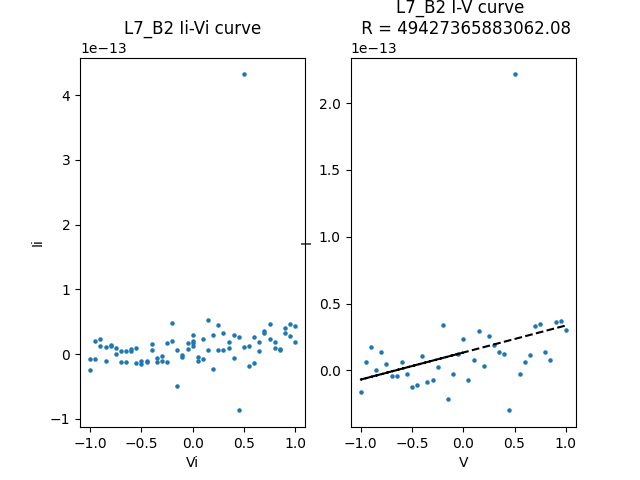 L7_B2 Ii-Vi curve
1e−13
Ii
4
3
2
1
0
−1
−1.0 −0.5 0.0 0.5 1.0
Vi
L7_B2 I-V curve
R = 49427365883062.08
1e−13
I
2.0
1.5
1.0
0.5
0.0
−1.0 −0.5 0.0 0.5 1.0
V